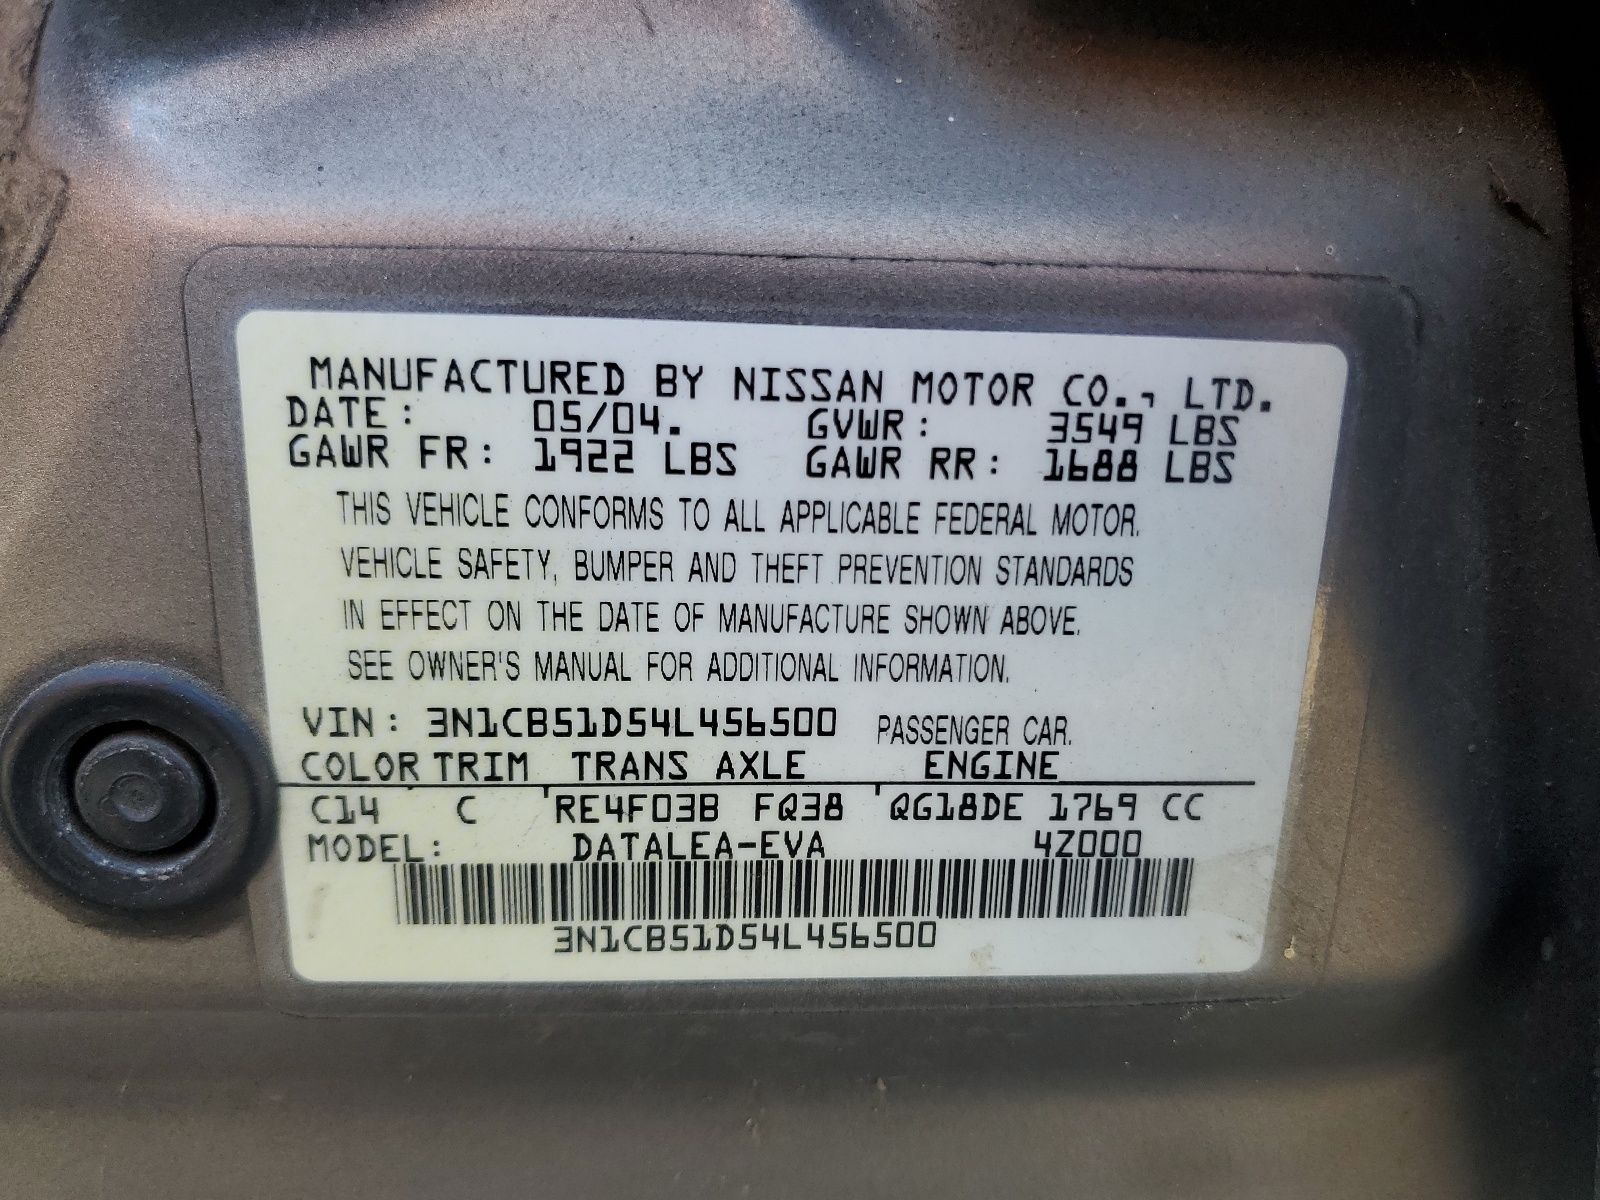 MANUFACTURED BY NISSAN MOTOR CO., LTD.
DATE: 05/04. GVWR: 3549 LBS
GAWR FR: 1922 LBS GAWR RR: 1688 LBS
THIS VEHICLE CONFORMS TO ALL APPLICABLE FEDERAL MOTOR.
VEHICLE SAFETY, BUMPER AND THEFT PREVENTION STANDARDS
IN EFFECT ON THE DATE OF MANUFACTURE SHOWN ABOVE.
SEE OWNER'S MANUAL FOR ADDITIONAL INFORMATION.
VIN: 3N1CB51D54L456500 PASSENGER CAR.
COLOR TRIM TRANS AXLE ENGINE
C14 C RE4F03B FQ38 QG18DE 1769 CC
MODEL: DATALEA-EVA 4Z000
3N1CB51D54L456500